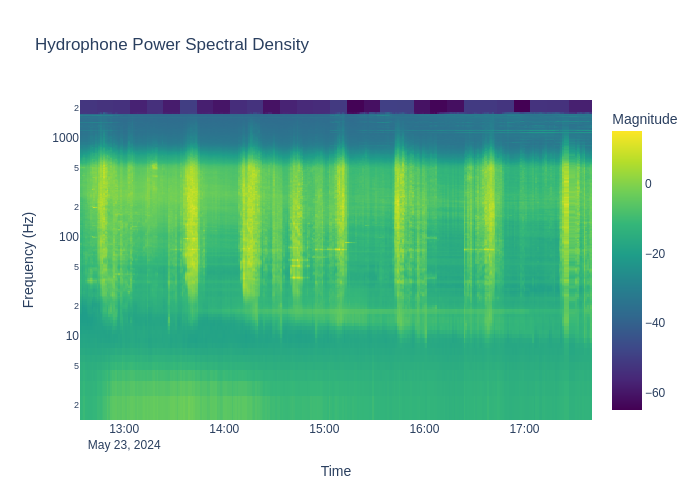 Hydrophone Power Spectral Density
Magnitude
2
1000
5
2
100
5
2
10
5
2
Frequency (Hz)
0
−20
−40
−60
13:00 14:00 15:00 16:00 17:00
May 23, 2024
Time